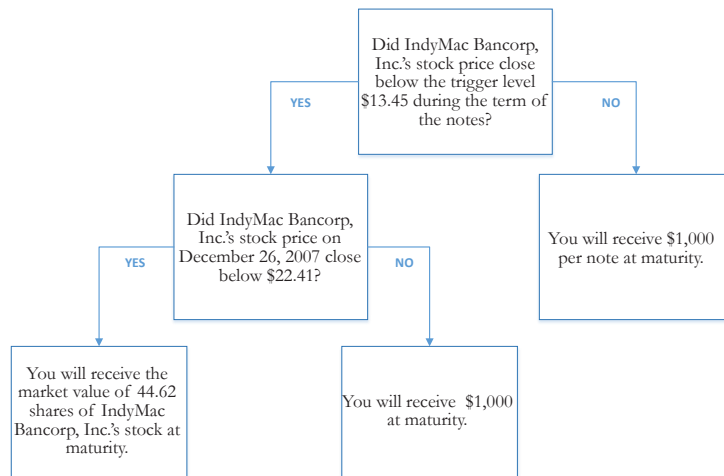 Did IndyMac Bancorp,
Inc.'s stock price close
below the trigger level
$13.45 during the term of
the notes?
YES
NO
Did IndyMac Bancorp,
Inc.'s stock price on
December 26, 2007 close
below $22.41?
You will receive $1,000
per note at maturity.
YES
NO
You will receive the
market value of 44.62
shares of IndyMac
Bancorp, Inc.'s stock at
maturity.
You will receive $1,000
at maturity.